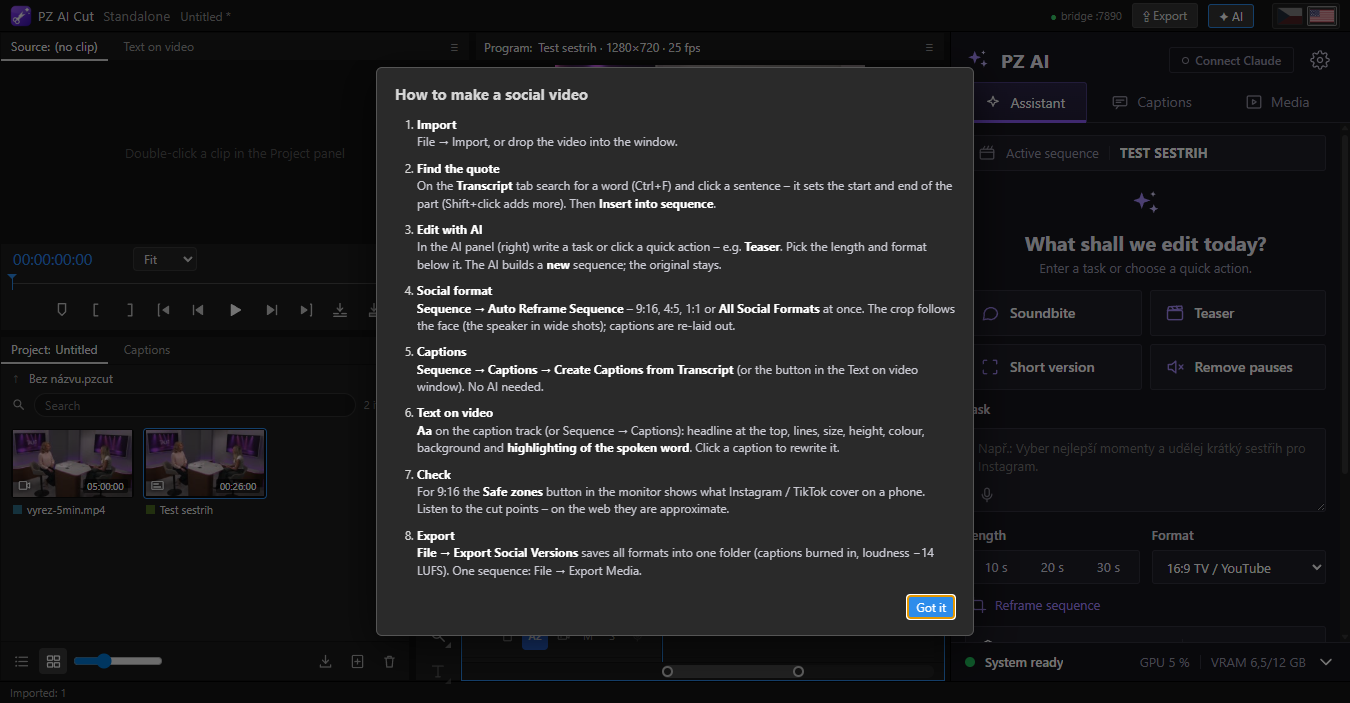 PZ AI Cut Standalone Untitled *
bridge :7890
Export
AI
Source: (no clip)
Text on video
Program: Test sestrih · 1280×720 · 25 fps
Double-click a clip in the Project panel
00:00:00:00
Fit
Project: Untitled
Captions
Bez názvu.pzcut
Search
05:00:00
00:26:00
vyrez-5min.mp4
Test sestrih
Imported: 1
How to make a social video
1. Import
File → Import, or drop the video into the window.
2. Find the quote
On the Transcript tab search for a word (Ctrl+F) and click a sentence – it sets the start and end of the
part (Shift+click adds more). Then Insert into sequence.
3. Edit with AI
In the AI panel (right) write a task or click a quick action – e.g. Teaser. Pick the length and format
below it. The AI builds a new sequence; the original stays.
4. Social format
Sequence → Auto Reframe Sequence – 9:16, 4:5, 1:1 or All Social Formats at once. The crop follows
the face (the speaker in wide shots); captions are re-laid out.
5. Captions
Sequence → Captions → Create Captions from Transcript (or the button in the Text on video
window). No AI needed.
6. Text on video
Aa on the caption track (or Sequence → Captions): headline at the top, lines, size, height, colour,
background and highlighting of the spoken word. Click a caption to rewrite it.
7. Check
For 9:16 the Safe zones button in the monitor shows what Instagram / TikTok cover on a phone.
Listen to the cut points – on the web they are approximate.
8. Export
File → Export Social Versions saves all formats into one folder (captions burned in, loudness −14
LUFS). One sequence: File → Export Media.
Got it
A2
M
S
PZ AI
Connect Claude
Assistant
Captions
Media
Active sequence
TEST SESTRIH
What shall we edit today?
Enter a task or choose a quick action.
Soundbite
Teaser
Short version
Remove pauses
Např.: Vyber nejlepší momenty a udělej krátký sestřih pro
Instagram.
Format
10 s
20 s
30 s
16:9 TV / YouTube
Reframe sequence
System ready
GPU 5 %
VRAM 6,5/12 GB